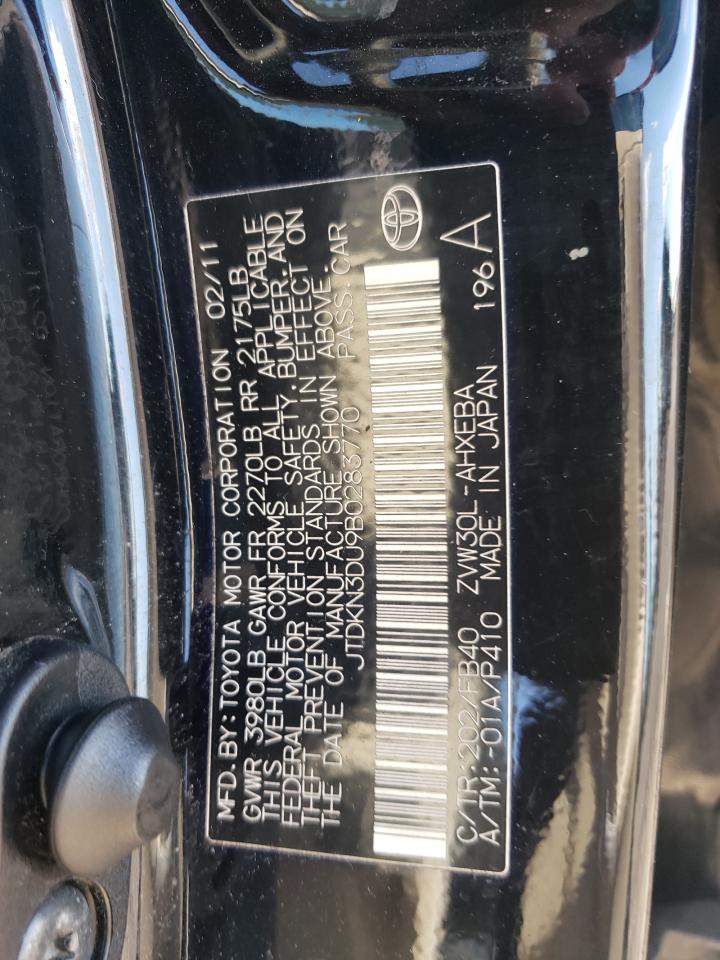 MFD. BY: TOYOTA MOTOR CORPORATION 02/11
GVWR 3980LB GAWR FR 2270LB RR 2175LB
THIS VEHICLE CONFORMS TO ALL APPLICABLE
FEDERAL MOTOR VEHICLE SAFETY, BUMPER, AND
THEFT PREVENTION STANDARDS IN EFFECT ON
THE DATE OF MANUFACTURE SHOWN ABOVE.
JTDKN3DU9B0283770 PASS. CAR
C/TR: 202/FB40 ZVW30L-AHXEBA 196 A
A/TM: -01A/P410 MADE IN JAPAN